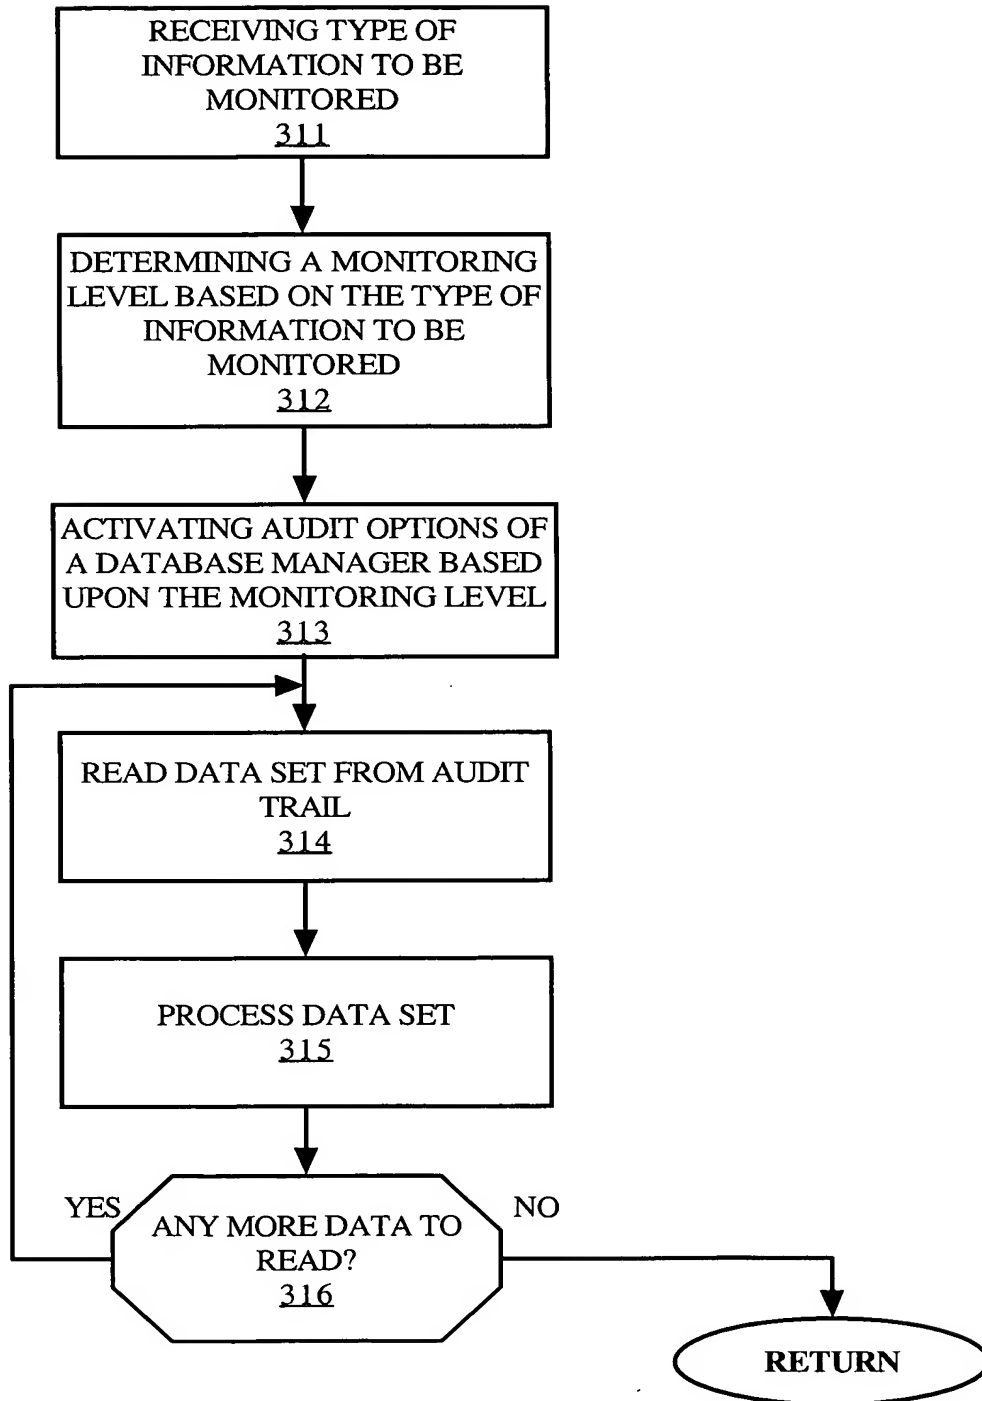 RECEIVING TYPE OF
INFORMATION TO BE
MONITORED
311
DETERMINING A MONITORING
LEVEL BASED ON THE TYPE OF
INFORMATION TO BE
MONITORED
312
ACTIVATING AUDIT OPTIONS OF
A DATABASE MANAGER BASED
UPON THE MONITORING LEVEL
313
READ DATA SET FROM AUDIT
TRAIL
314
PROCESS DATA SET
315
YES
NO
ANY MORE DATA TO
READ?
316
RETURN